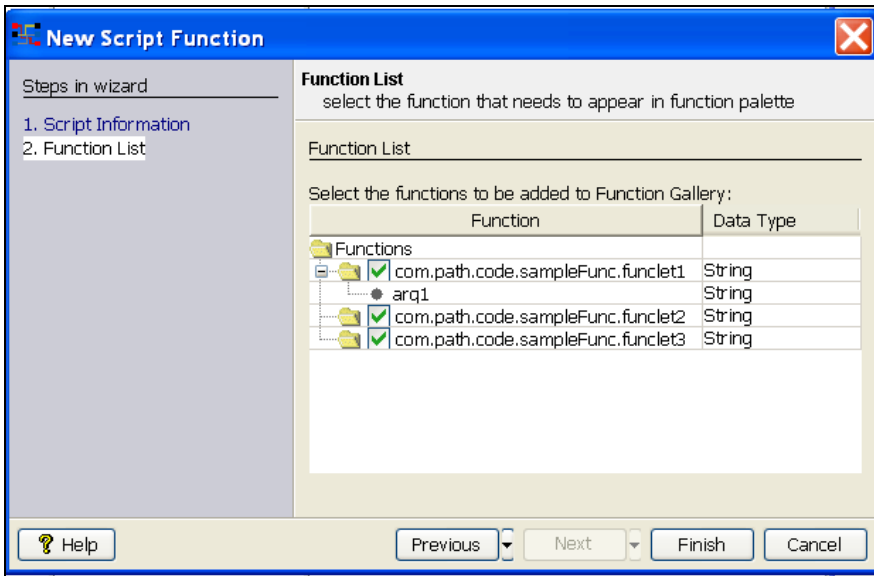 New Script Function
Steps in wizard
1. Script Information
2. Function List
Function List
select the function that needs to appear in function palette
Function List
Select the functions to be added to Function Gallery:
Function Data Type
Functions
com.path.code.sampleFunc.funclet1 String
arg1 String
com.path.code.sampleFunc.funclet2 String
com.path.code.sampleFunc.funclet3 String
Help Previous Next Finish Cancel